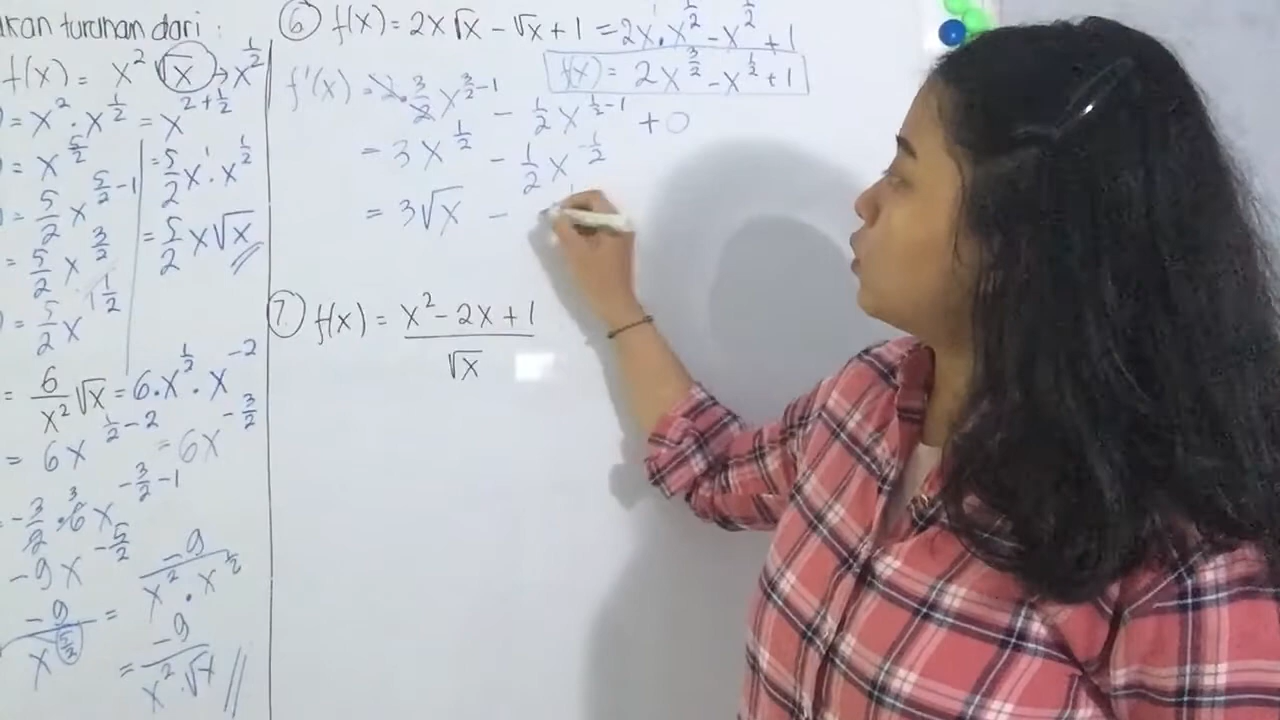 kan turunan dari :
f(x) = x² √x → x^{1/2}
) = x² · x^{1/2} = x^{2+1/2}
) = x^{5/2}
) = 5/2 x^{5/2 - 1}
= 5/2 x^{3/2}
) = 5/2 x^{1 1/2}
= 5/2 x¹ · x^{1/2}
= 5/2 x√x //
= 6/x² √x = 6 · x^{1/2} · x^{-2}
= 6x^{1/2 - 2} = 6x^{-3/2}
= -3/2 · 6 3 x^{-3/2 - 1}
-9x^{-5/2}
-9/x^{5/2} = -9/(x² · x^{1/2})
= -9/(x² · √x) //
⑥ f(x) = 2x√x - √x + 1 = 2x¹ · x^{1/2} - x^{1/2} + 1
f(x) = 2x^{3/2} - x^{1/2} + 1
f'(x) = 2 · 3/2 x^{3/2 - 1} - 1/2 x^{1/2 - 1} + 0
= 3x^{1/2} - 1/2 x^{-1/2}
= 3√x -
⑦ f(x) = (x² - 2x + 1)/√x